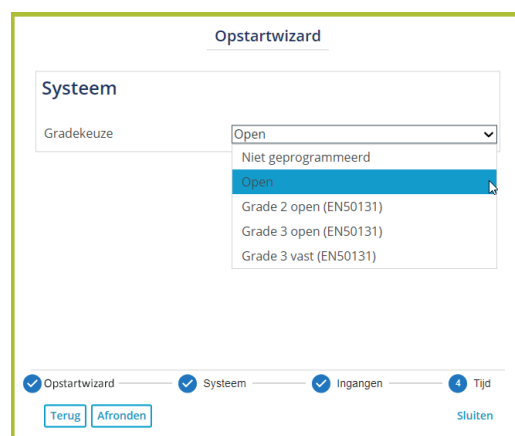 Opstartwizard
Systeem
Gradekeuze Open
Niet geprogrammeerd
Open
Grade 2 open (EN50131)
Grade 3 open (EN50131)
Grade 3 vast (EN50131)
Opstartwizard Systeem Ingangen 4 Tijd
Terug Afronden Sluiten